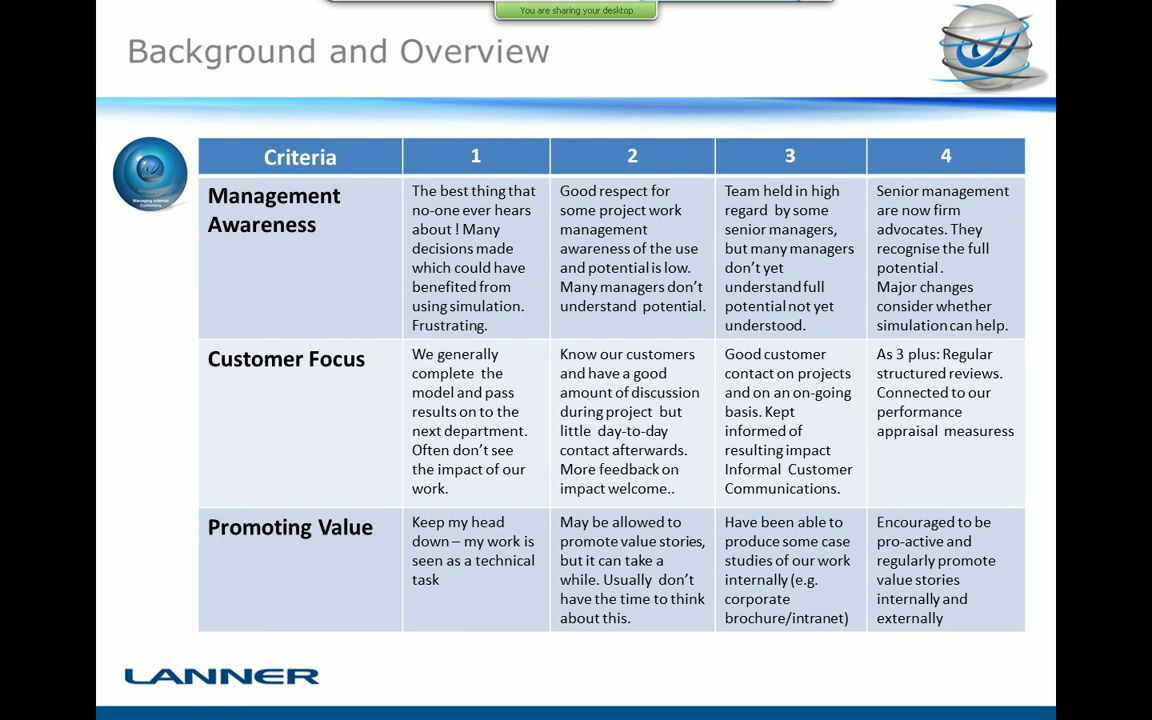 You are sharing your desktop
Background and Overview
Managing Internal
Customers
Criteria
1
2
3
4
Management
Awareness
The best thing that
no-one ever hears
about ! Many
decisions made
which could have
benefited from
using simulation.
Frustrating.
Good respect for
some project work
management
awareness of the use
and potential is low.
Many managers don’t
understand potential.
Team held in high
regard by some
senior managers,
but many managers
don’t yet
understand full
potential not yet
understood.
Senior management
are now firm
advocates. They
recognise the full
potential .
Major changes
consider whether
simulation can help.
Customer Focus
We generally
complete the
model and pass
results on to the
next department.
Often don’t see
the impact of our
work.
Know our customers
and have a good
amount of discussion
during project but
little day-to-day
contact afterwards.
More feedback on
impact welcome..
Good customer
contact on projects
and on an on-going
basis. Kept
informed of
resulting impact
Informal Customer
Communications.
As 3 plus: Regular
structured reviews.
Connected to our
performance
appraisal measuress
Promoting Value
Keep my head
down – my work is
seen as a technical
task
May be allowed to
promote value stories,
but it can take a
while. Usually don’t
have the time to think
about this.
Have been able to
produce some case
studies of our work
internally (e.g.
corporate
brochure/intranet)
Encouraged to be
pro-active and
regularly promote
value stories
internally and
externally
LANNER